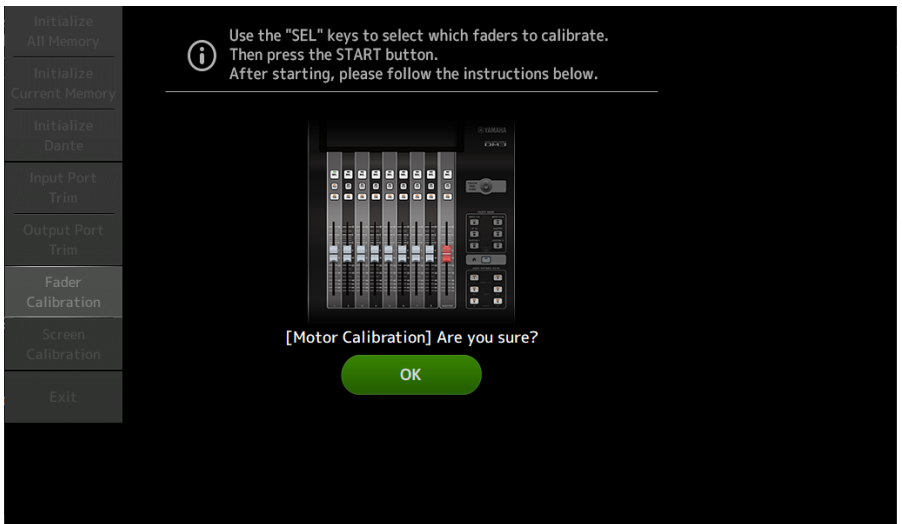 Initialize
All Memory
Initialize
Current Memory
Initialize
Dante
Input Port
Trim
Output Port
Trim
Fader
Calibration
Screen
Calibration
Exit
Use the "SEL" keys to select which faders to calibrate.
Then press the START button.
After starting, please follow the instructions below.
YAMAHA
[Motor Calibration] Are you sure?
OK